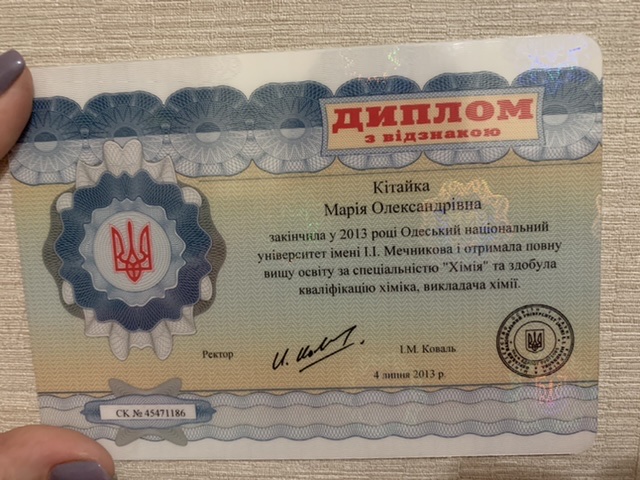 ДИПЛОМ
з відзнакою
Кітайка
Марія Олександрівна
закінчила у 2013 році Одеський національний
університет імені І.І. Мечникова і отримала повну
вищу освіту за спеціальністю "Хімія" та здобула
кваліфікацію хіміка, викладача хімії.
Ректор
І.М. Коваль
4 липня 2013 р.
СК № 45471186